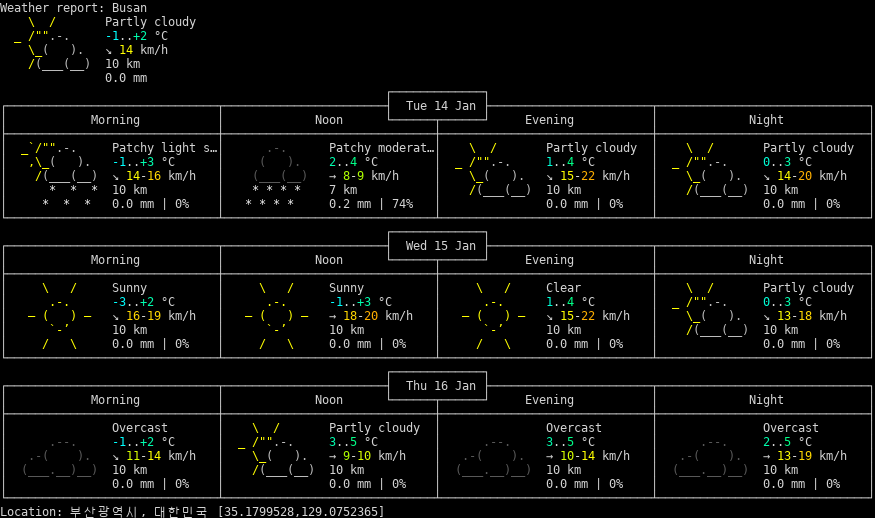 Weather report: Busan
Partly cloudy
-1..+2 °C
↘ 14 km/h
10 km
0.0 mm
Tue 14 Jan
Morning Noon Evening Night
Patchy light s… Patchy moderat… Partly cloudy Partly cloudy
-1..+3 °C 2..4 °C 1..4 °C 0..3 °C
↘ 14-16 km/h → 8-9 km/h ↘ 15-22 km/h ↘ 14-20 km/h
10 km 7 km 10 km 10 km
0.0 mm | 0% 0.2 mm | 74% 0.0 mm | 0% 0.0 mm | 0%
Wed 15 Jan
Morning Noon Evening Night
Sunny Sunny Clear Partly cloudy
-3..+2 °C -1..+3 °C 1..4 °C 0..3 °C
↘ 16-19 km/h → 18-20 km/h ↘ 15-22 km/h ↘ 13-18 km/h
10 km 10 km 10 km 10 km
0.0 mm | 0% 0.0 mm | 0% 0.0 mm | 0% 0.0 mm | 0%
Thu 16 Jan
Morning Noon Evening Night
Overcast Partly cloudy Overcast Overcast
-1..+2 °C 3..5 °C 3..5 °C 2..5 °C
↘ 11-14 km/h → 9-10 km/h → 10-14 km/h → 13-19 km/h
10 km 10 km 10 km 10 km
0.0 mm | 0% 0.0 mm | 0% 0.0 mm | 0% 0.0 mm | 0%
Location: 부산광역시, 대한민국 [35.1799528,129.0752365]